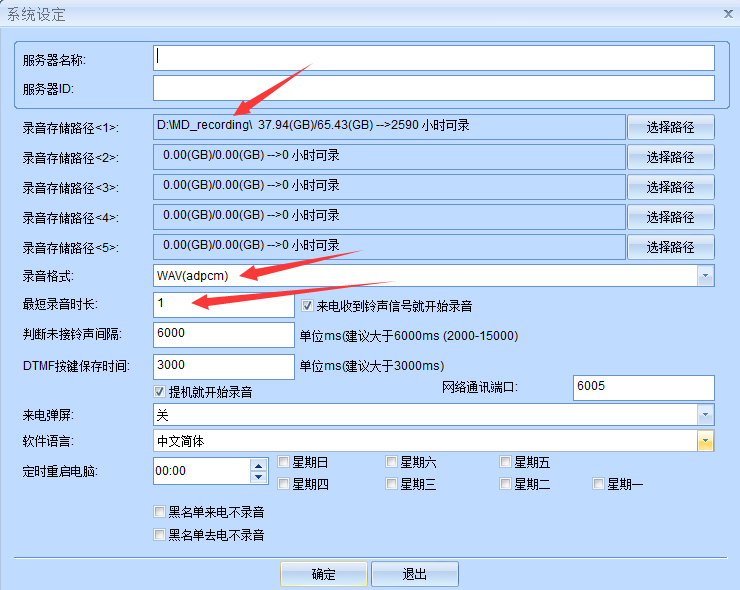 系统设定
服务器名称:
服务器ID:
录音存储路径<1>: D:\MD_recording\ 37.94(GB)/65.43(GB) -->2590 小时可录 选择路径
录音存储路径<2>: 0.00(GB)/0.00(GB) -->0 小时可录 选择路径
录音存储路径<3>: 0.00(GB)/0.00(GB) -->0 小时可录 选择路径
录音存储路径<4>: 0.00(GB)/0.00(GB) -->0 小时可录 选择路径
录音存储路径<5>: 0.00(GB)/0.00(GB) -->0 小时可录 选择路径
录音格式: WAV(adpcm)
最短录音时长: 1 来电收到铃声信号就开始录音
判断未接铃声间隔: 6000 单位ms(建议大于6000ms (2000-15000)
DTMF按键保存时间: 3000 单位ms(建议大于3000ms)
提机就开始录音 网络通讯端口: 6005
来电弹屏: 关
软件语言: 中文简体
定时重启电脑: 00:00 星期日 星期六 星期五
星期四 星期三 星期二 星期一
黑名单来电不录音
黑名单去电不录音
确定 退出